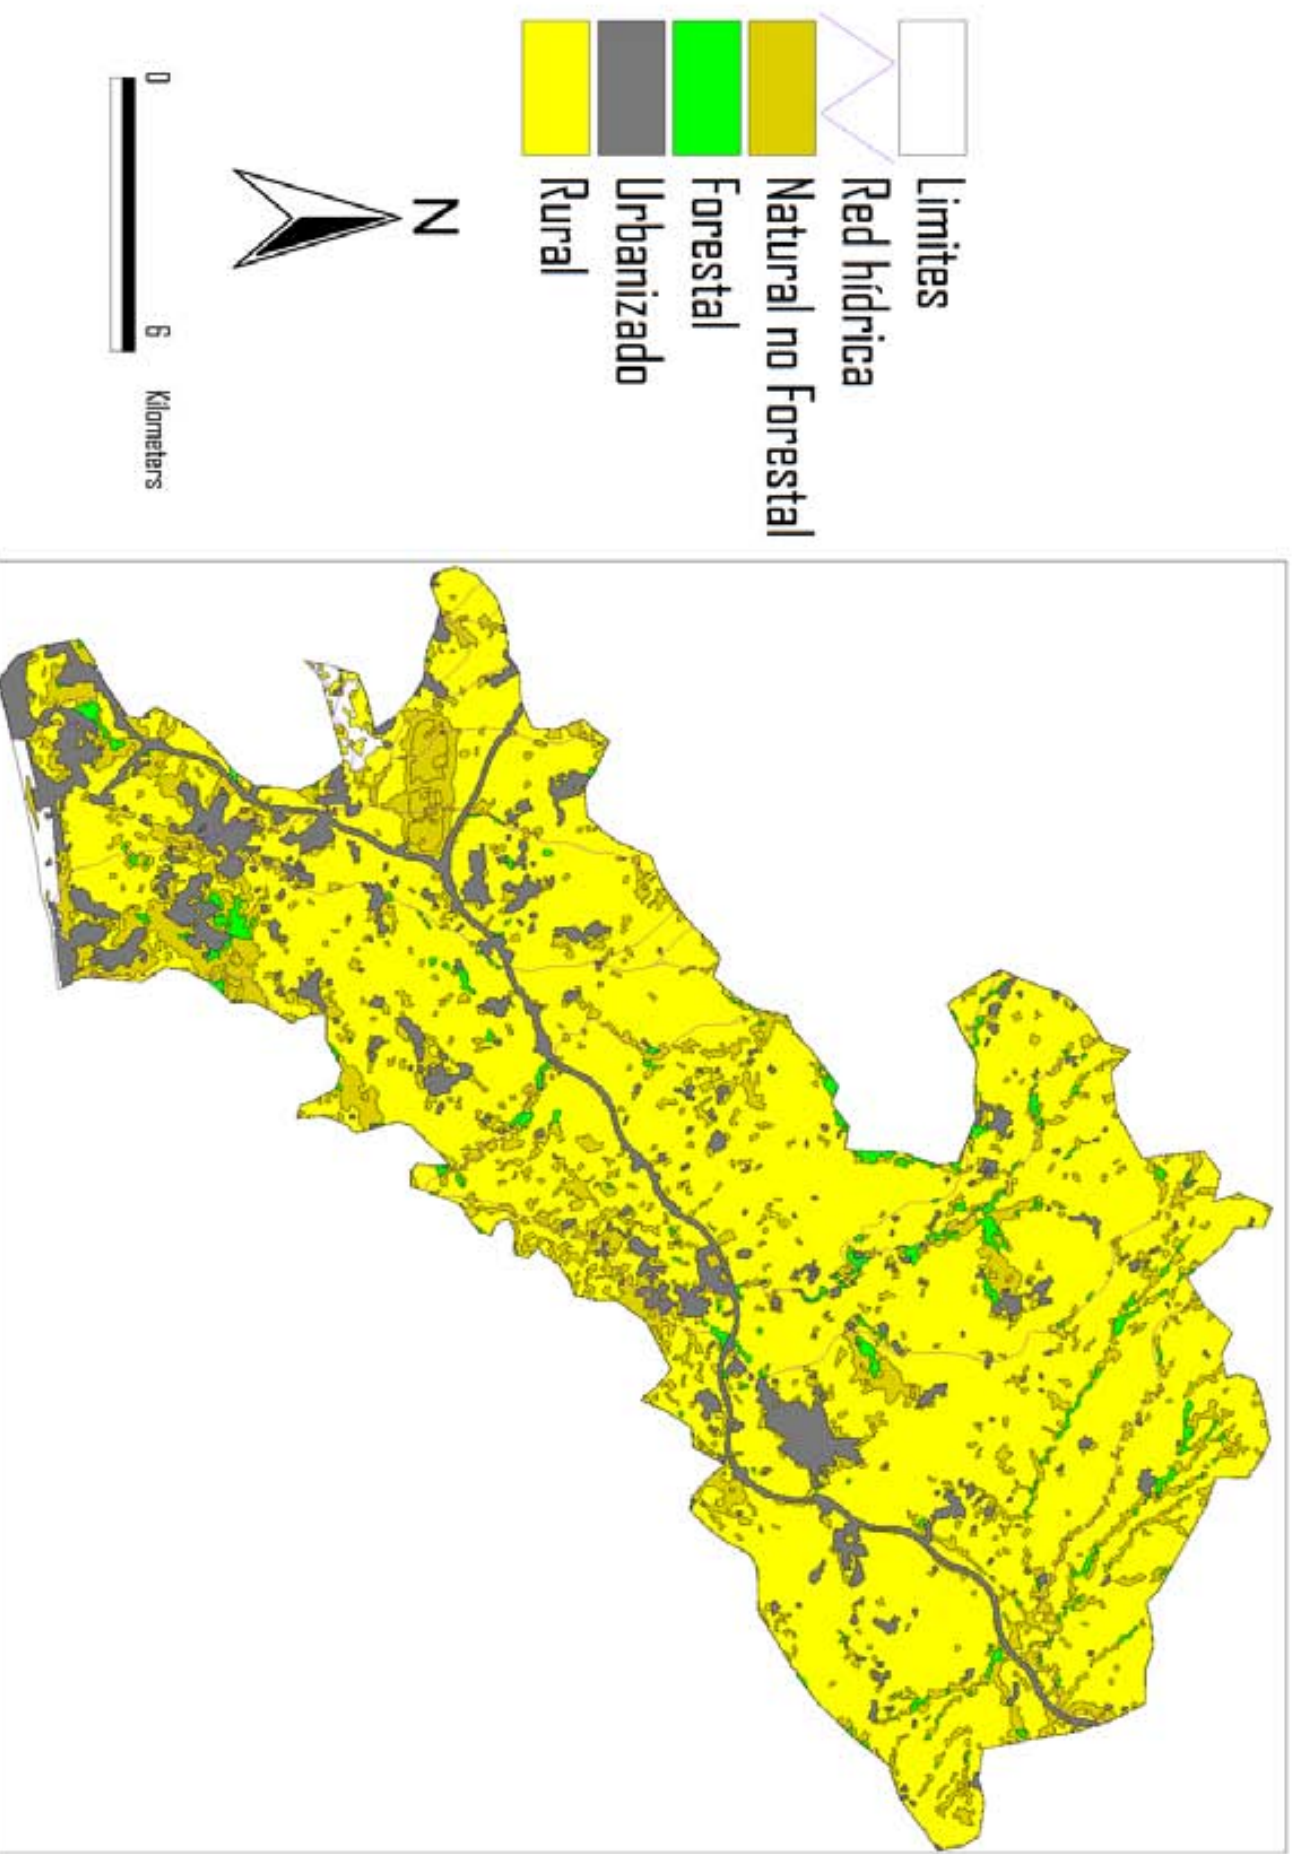 Limites
Red hídrica
Natural no Forestal
Forestal
Urbanizado
Rural
N
0 6 Kilometers